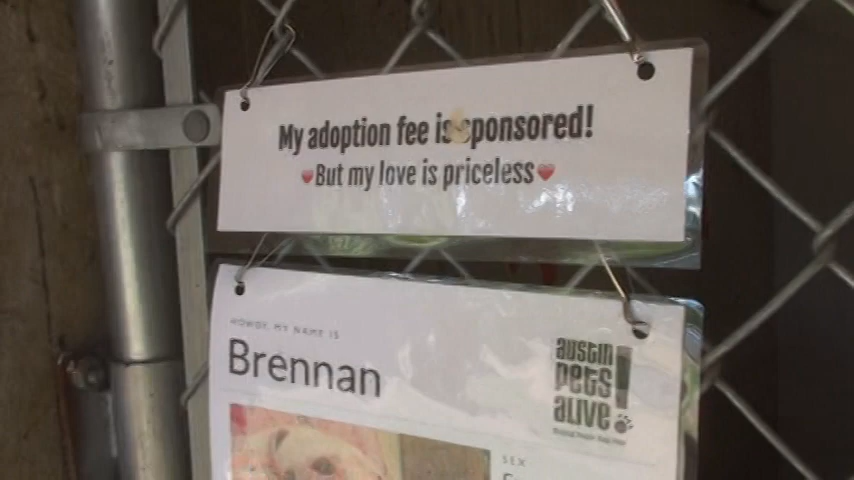 My adoption fee is sponsored!
But my love is priceless
HOWDY, MY NAME IS
Brennan
austin
pets
alive!
SEX